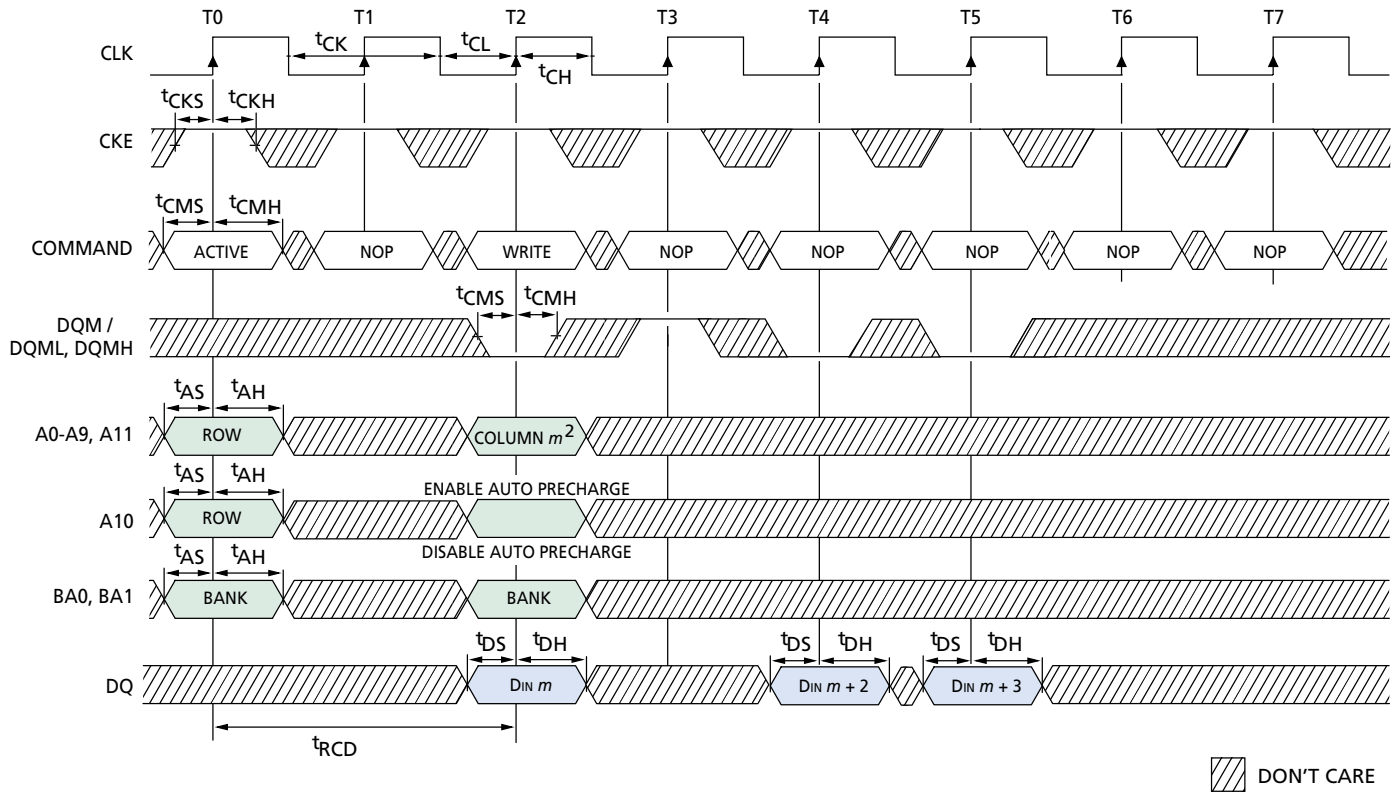 T0 T1 T2 T3 T4 T5 T6 T7
CLK tCK tCL
tCH
tCKS tCKH
CKE
tCMS tCMH
COMMAND ACTIVE NOP WRITE NOP NOP NOP NOP NOP
tCMS tCMH
DQM /
DQML, DQMH
tAS tAH
A0-A9, A11 ROW COLUMN m2
tAS tAH
ENABLE AUTO PRECHARGE
A10 ROW
DISABLE AUTO PRECHARGE
tAS tAH
BA0, BA1 BANK BANK
tDS tDH tDS tDH tDS tDH
DQ DIN m DIN m + 2 DIN m + 3
tRCD
DON'T CARE